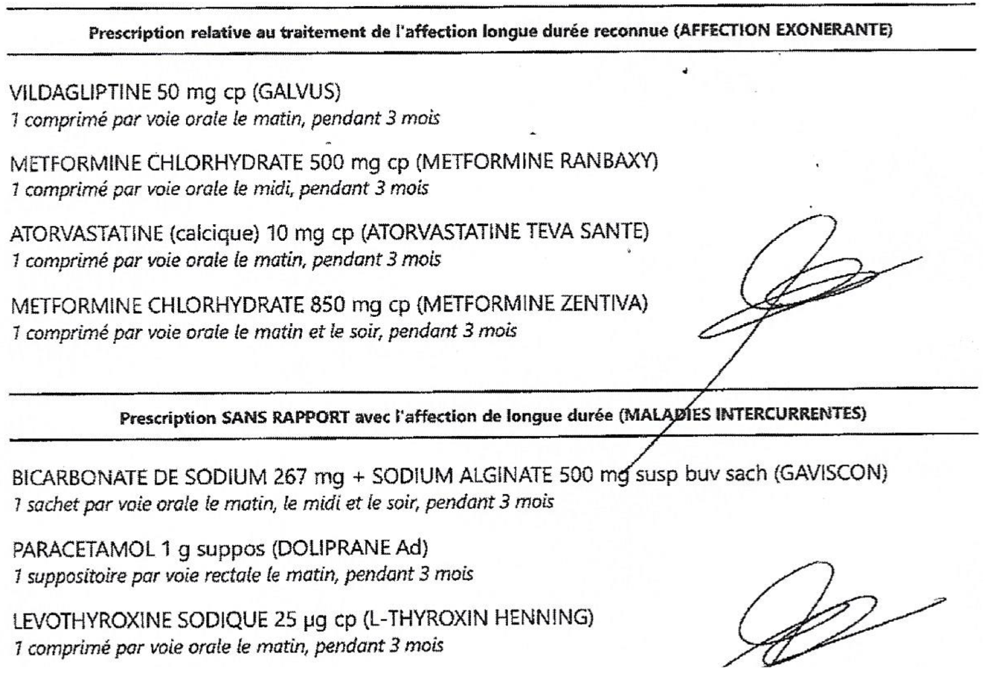 Prescription relative au traitement de l'affection longue durée reconnue (AFFECTION EXONERANTE)
VILDAGLIPTINE 50 mg cp (GALVUS)
1 comprimé par voie orale le matin, pendant 3 mois
METFORMINE CHLORHYDRATE 500 mg cp (METFORMINE RANBAXY)
1 comprimé par voie orale le midi, pendant 3 mois
ATORVASTATINE (calcique) 10 mg cp (ATORVASTATINE TEVA SANTE)
1 comprimé par voie orale le matin, pendant 3 mois
METFORMINE CHLORHYDRATE 850 mg cp (METFORMINE ZENTIVA)
1 comprimé par voie orale le matin et le soir, pendant 3 mois
Prescription SANS RAPPORT avec l'affection de longue durée (MALADIES INTERCURRENTES)
BICARBONATE DE SODIUM 267 mg + SODIUM ALGINATE 500 mg susp buv sach (GAVISCON)
1 sachet par voie orale le matin, le midi et le soir, pendant 3 mois
PARACETAMOL 1 g suppos (DOLIPRANE Ad)
1 suppositoire par voie rectale le matin, pendant 3 mois
LEVOTHYROXINE SODIQUE 25 µg cp (L-THYROXIN HENNING)
1 comprimé par voie orale le matin, pendant 3 mois